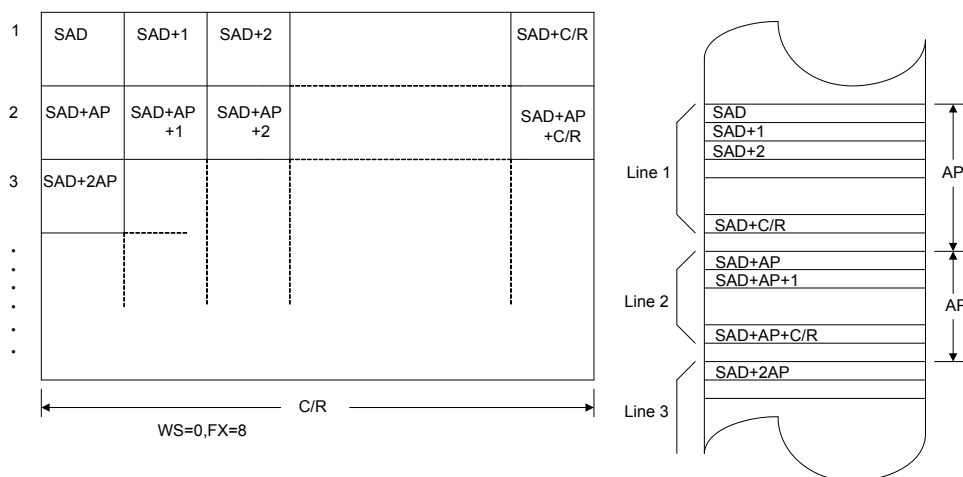 1
SAD
SAD+1
SAD+2
SAD+C/R
2
SAD+AP
SAD+AP
+1
SAD+AP
+2
SAD+AP
+C/R
3
SAD+2AP
C/R
WS=0,FX=8
Line 1
SAD
SAD+1
SAD+2
SAD+C/R
AP
Line 2
SAD+AP
SAD+AP+1
SAD+AP+C/R
AP
Line 3
SAD+2AP